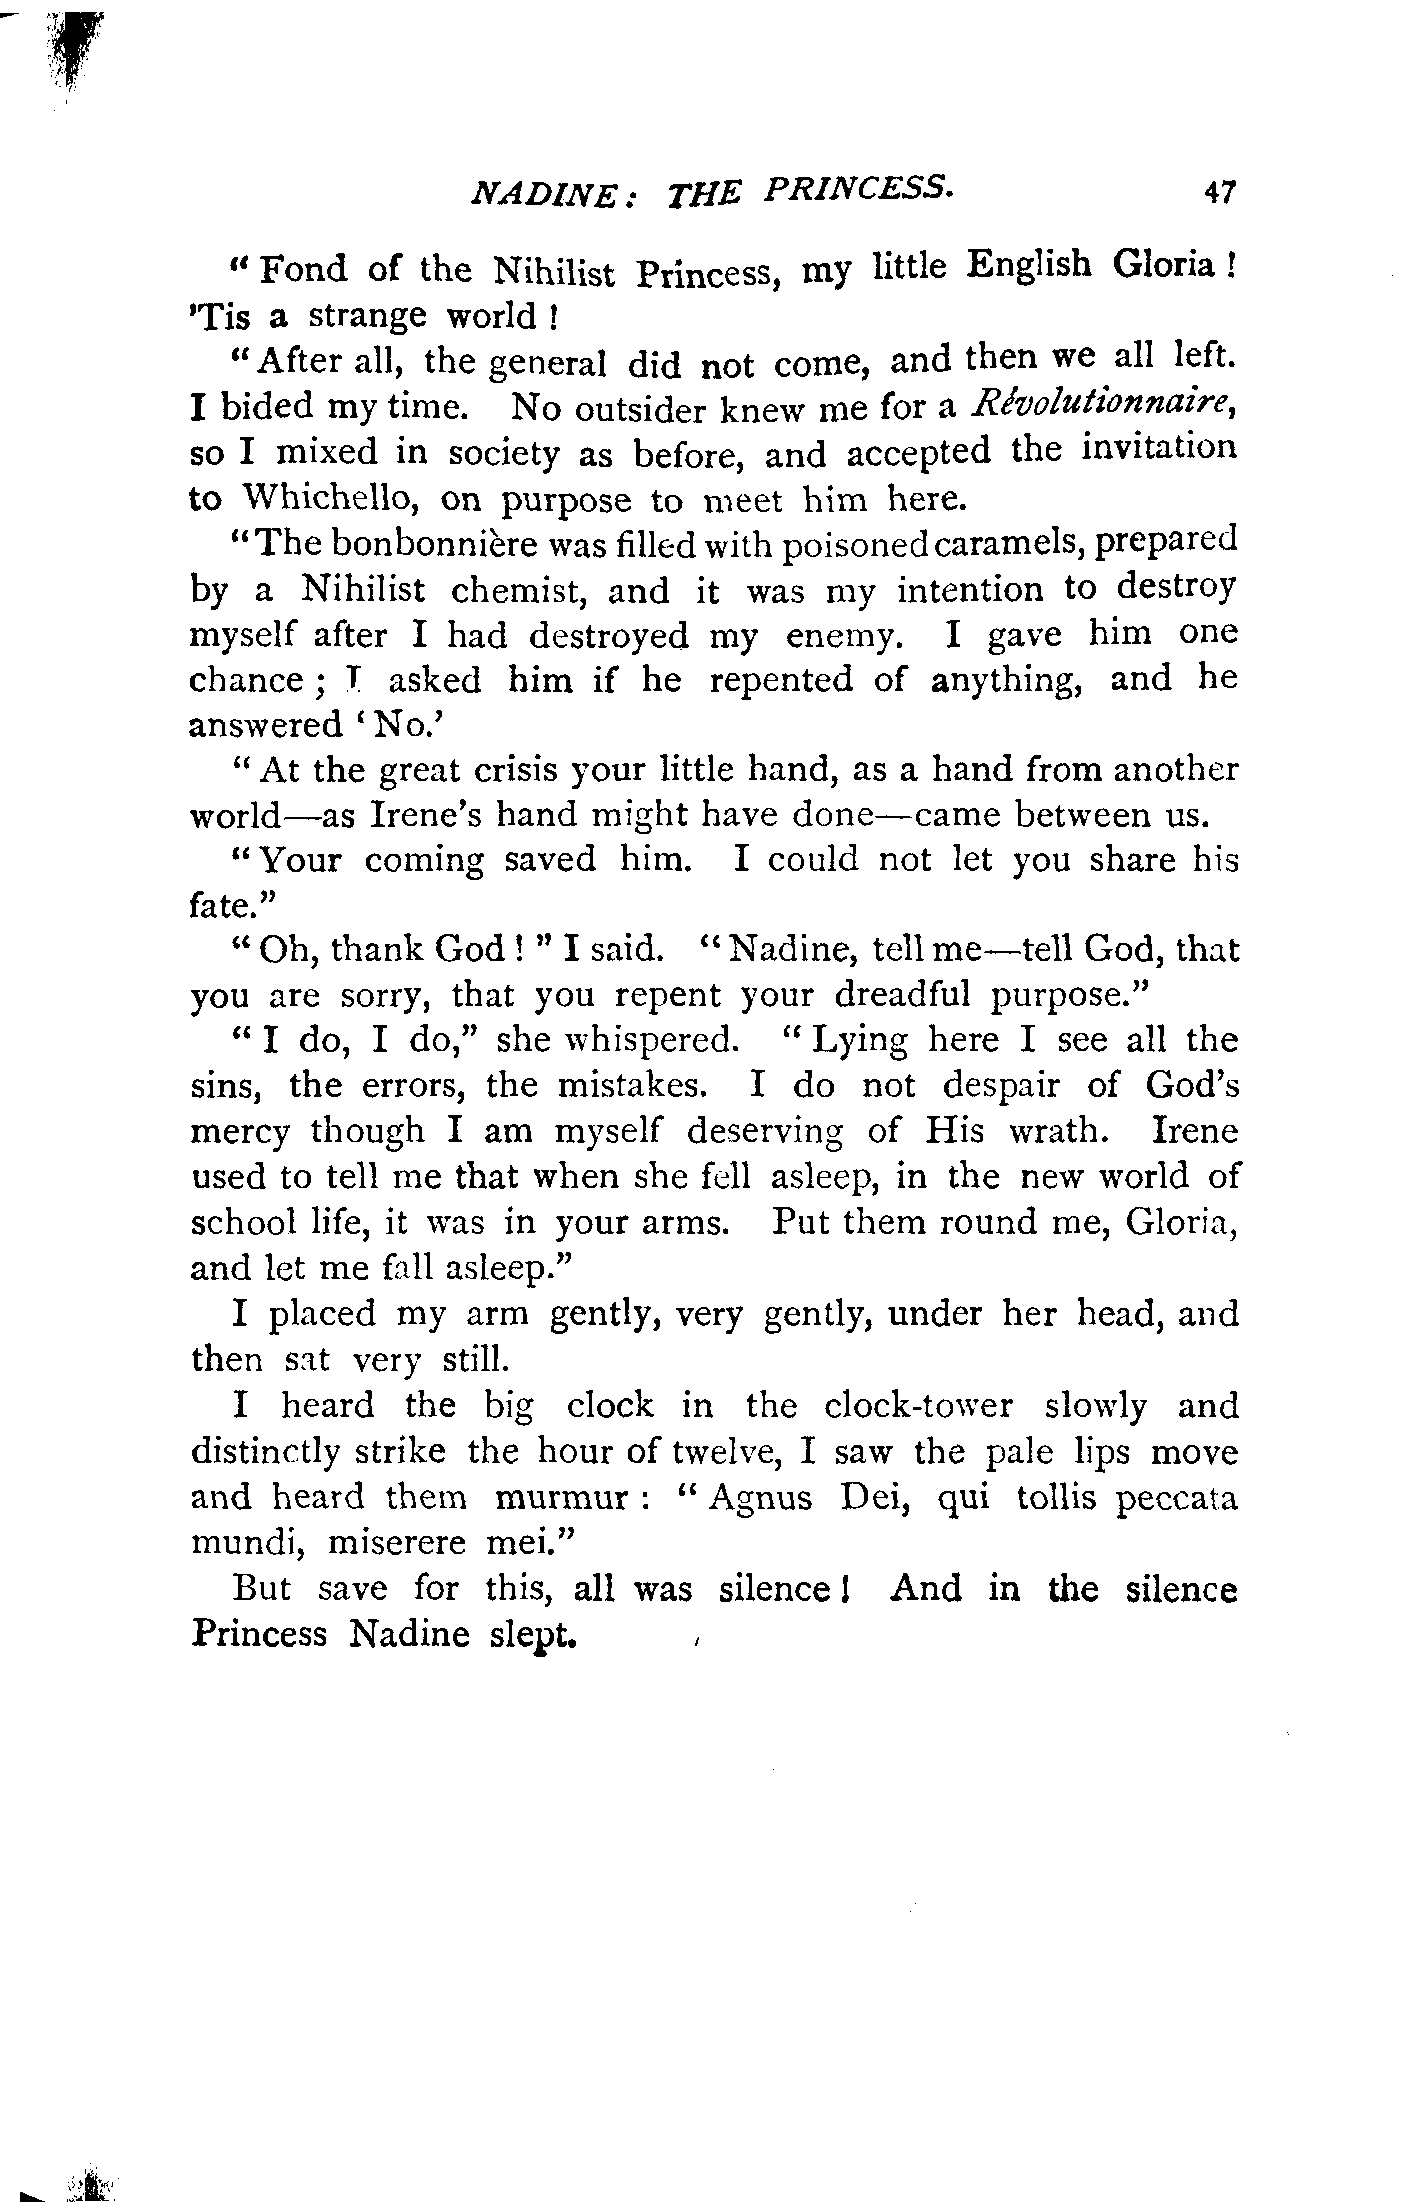 NADINE: THE PRINCESS. 47
“Fond of the Nihilist Princess, my little English Gloria!
’Tis a strange world!
“After all, the general did not come, and then we all left.
I bided my time. No outsider knew me for a Révolutionnaire,
so I mixed in society as before, and accepted the invitation
to Whichello, on purpose to meet him here.
“The bonbonnière was filled with poisoned caramels, prepared
by a Nihilist chemist, and it was my intention to destroy
myself after I had destroyed my enemy. I gave him one
chance; I asked him if he repented of anything, and he
answered ‘No.’
“At the great crisis your little hand, as a hand from another
world—as Irene’s hand might have done—came between us.
“Your coming saved him. I could not let you share his
fate.”
“Oh, thank God!” I said. “Nadine, tell me—tell God, that
you are sorry, that you repent your dreadful purpose.”
“I do, I do,” she whispered. “Lying here I see all the
sins, the errors, the mistakes. I do not despair of God’s
mercy though I am myself deserving of His wrath. Irene
used to tell me that when she fell asleep, in the new world of
school life, it was in your arms. Put them round me, Gloria,
and let me fall asleep.”
I placed my arm gently, very gently, under her head, and
then sat very still.
I heard the big clock in the clock-tower slowly and
distinctly strike the hour of twelve, I saw the pale lips move
and heard them murmur: “Agnus Dei, qui tollis peccata
mundi, miserere mei.”
But save for this, all was silence! And in the silence
Princess Nadine slept.